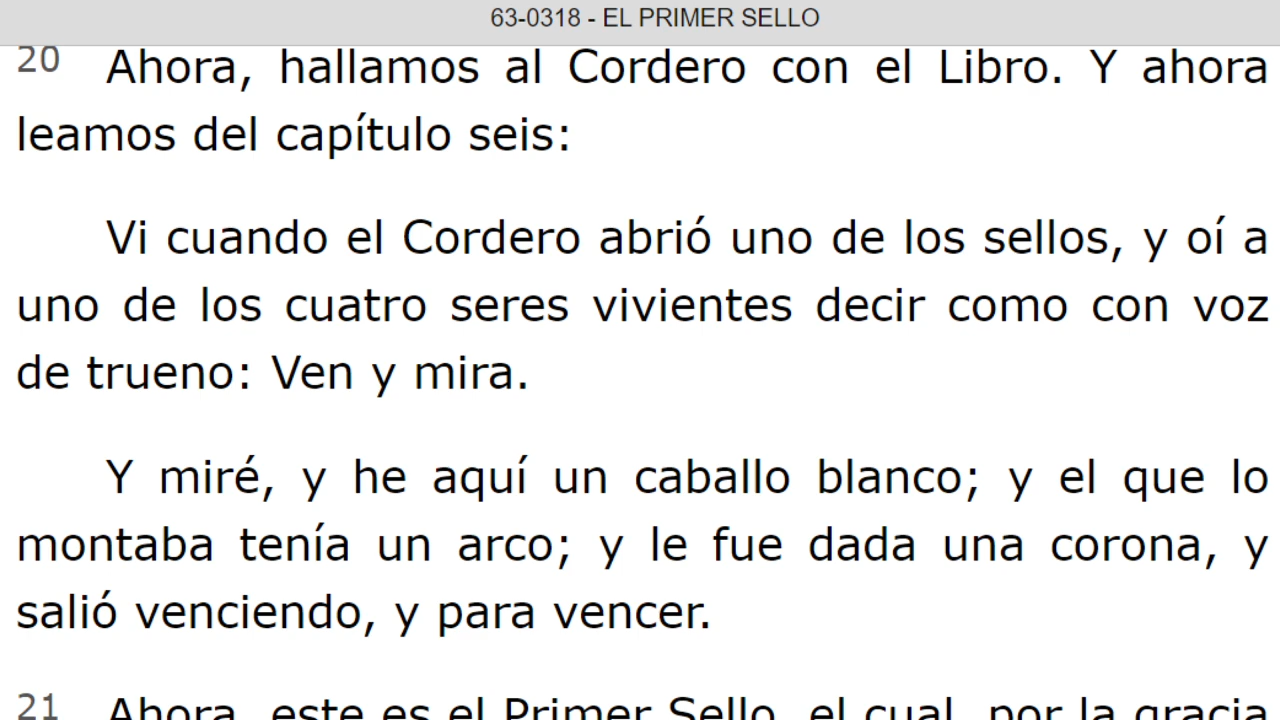 63-0318 - EL PRIMER SELLO
20 Ahora, hallamos al Cordero con el Libro. Y ahora
leamos del capítulo seis:
Vi cuando el Cordero abrió uno de los sellos, y oí a
uno de los cuatro seres vivientes decir como con voz
de trueno: Ven y mira.
Y miré, y he aquí un caballo blanco; y el que lo
montaba tenía un arco; y le fue dada una corona, y
salió venciendo, y para vencer.
21 Ahora, este es el Primer Sello, el cual, por la gracia